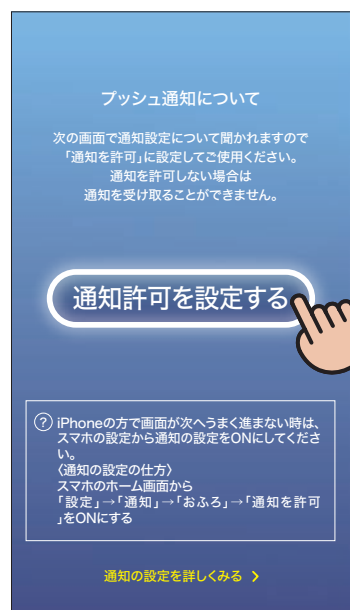 プッシュ通知について
次の画面で通知設定について聞かれますので
「通知を許可」に設定してご使用ください。
通知を許可しない場合は
通知を受け取ることができません。
通知許可を設定する
? iPhoneの方で画面が次へうまく進まない時は、
スマホの設定から通知の設定をONにしてくださ
い。
〈通知の設定の仕方〉
スマホのホーム画面から
「設定」→「通知」→「おふろ」→「通知を許可
」をONにする
通知の設定を詳しくみる >